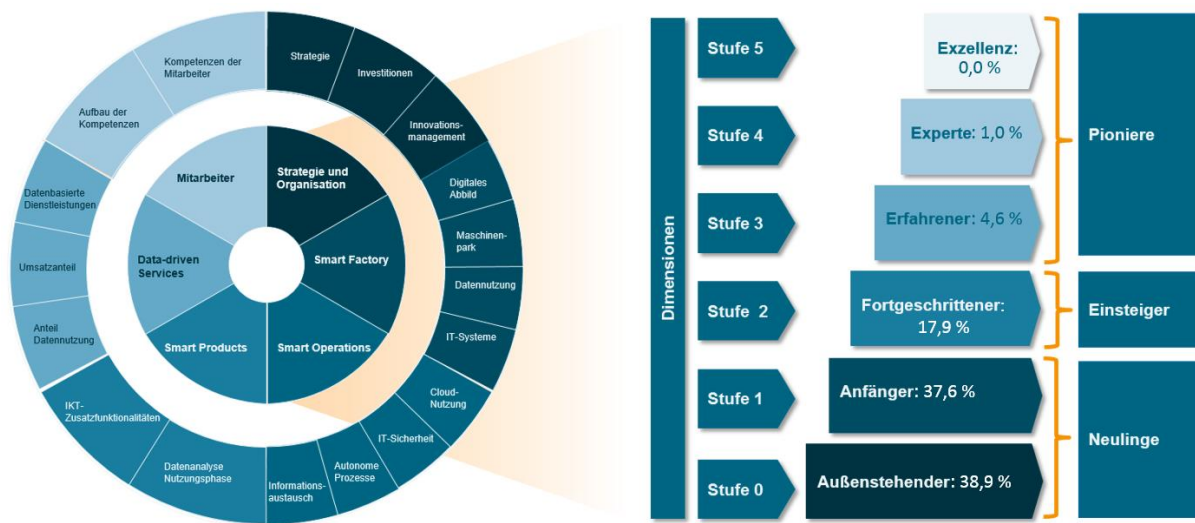 Strategie
Investitionen
Innovations-
management
Digitales
Abbild
Maschinen-
park
Datennutzung
IT-Systeme
Cloud-
Nutzung
IT-Sicherheit
Autonome
Prozesse
Informations-
austausch
Datenanalyse
Nutzungsphase
IKT-
Zusatzfunktionalitäten
Anteil
Datennutzung
Umsatzanteil
Datenbasierte
Dienstleistungen
Aufbau der
Kompetenzen
Kompetenzen der
Mitarbeiter
Strategie und
Organisation
Smart Factory
Smart Operations
Smart Products
Data-driven
Services
Mitarbeiter
Dimensionen
Stufe 5
Exzellenz:
0,0 %
Stufe 4
Experte: 1,0 %
Pioniere
Stufe 3
Erfahrener: 4,6 %
Stufe 2
Fortgeschrittener:
17,9 %
Einsteiger
Stufe 1
Anfänger: 37,6 %
Neulinge
Stufe 0
Außenstehender: 38,9 %